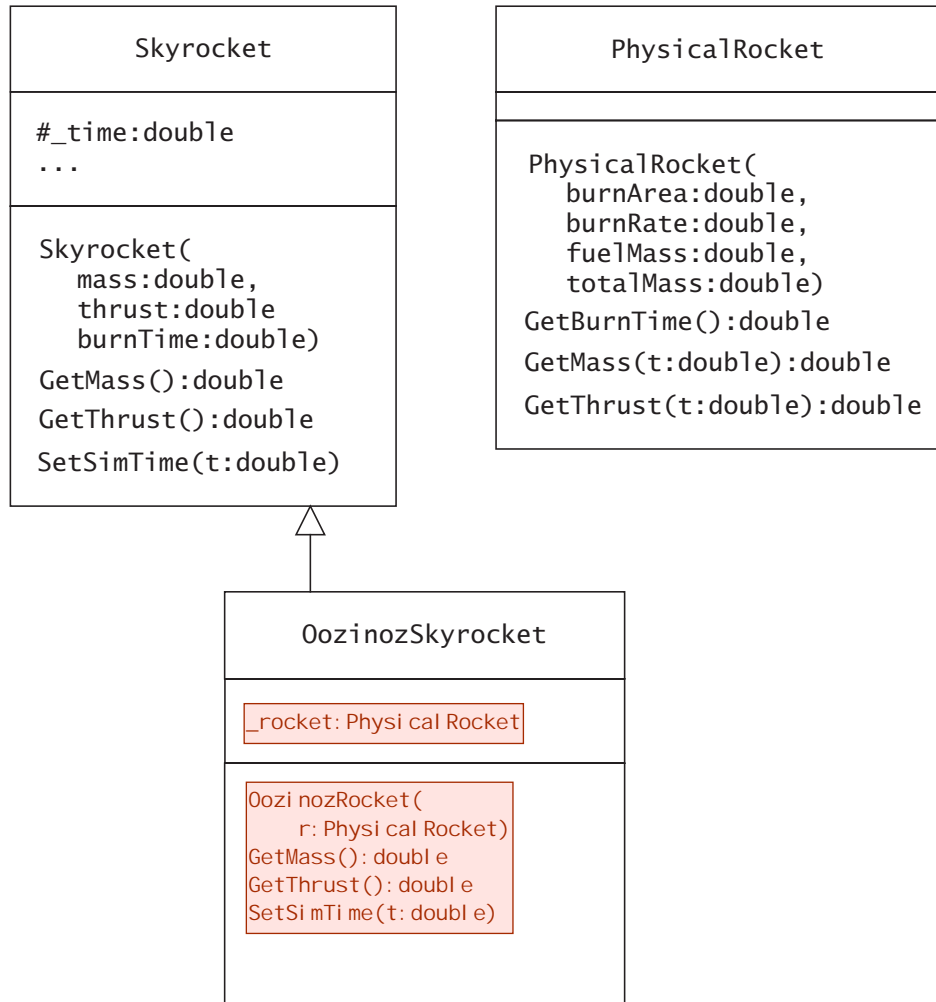 Skyrocket
#_time:double
...
Skyrocket(
mass:double,
thrust:double
burnTime:double)
GetMass():double
GetThrust():double
SetSimTime(t:double)
PhysicalRocket
PhysicalRocket(
burnArea:double,
burnRate:double,
fuelMass:double,
totalMass:double)
GetBurnTime():double
GetMass(t:double):double
GetThrust(t:double):double
OozinozSkyrocket
_rocket:PhysicalRocket
OozinozRocket(
r:PhysicalRocket)
GetMass():double
GetThrust():double
SetSimTime(t:double)